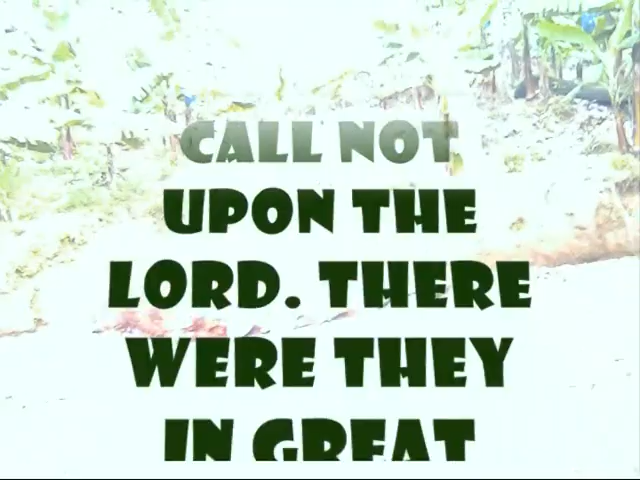 CALL NOT
UPON THE
LORD. THERE
WERE THEY
IN GREAT